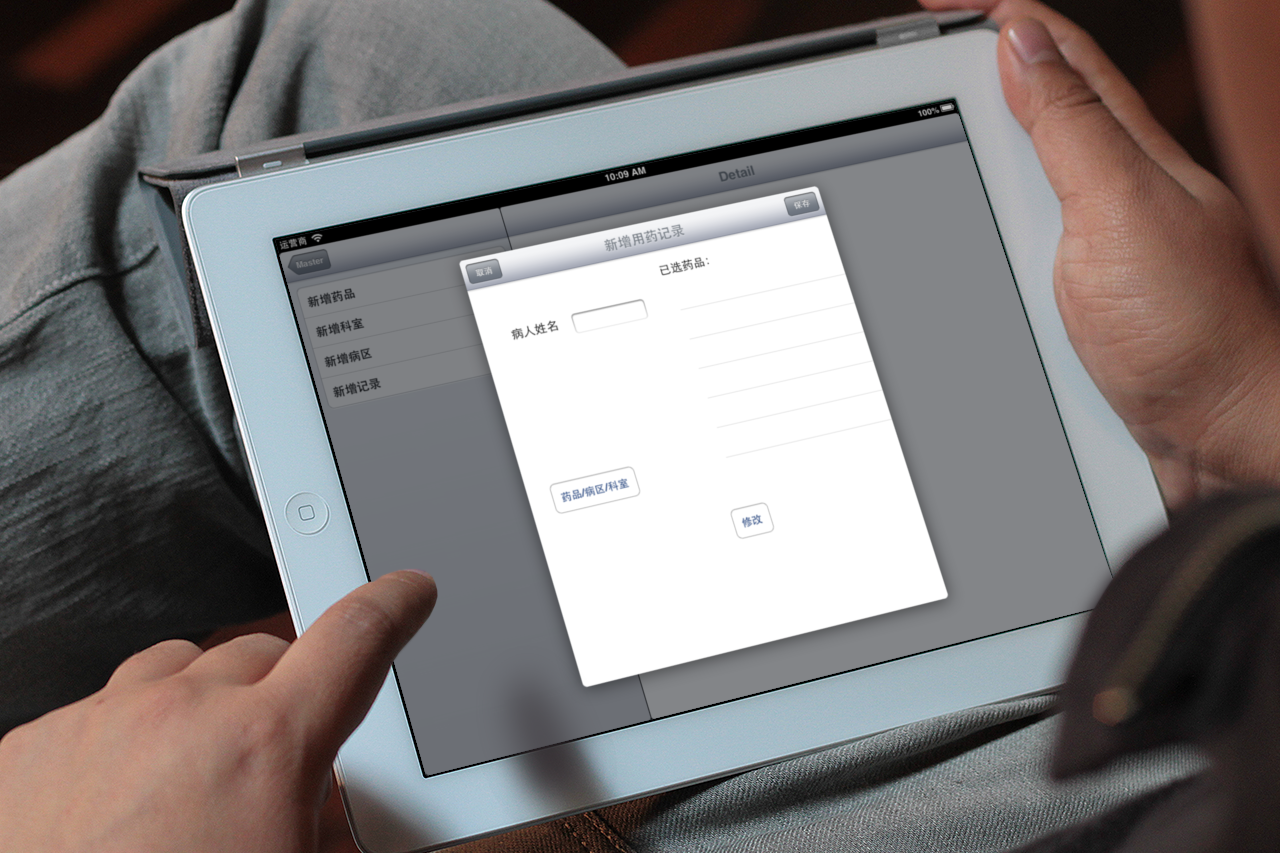 运营商
10:09 AM
100%
Master
Detail
新增药品
新增科室
新增病区
新增记录
取消
新增用药记录
保存
已选药品：
病人姓名
药品/病区/科室
修改